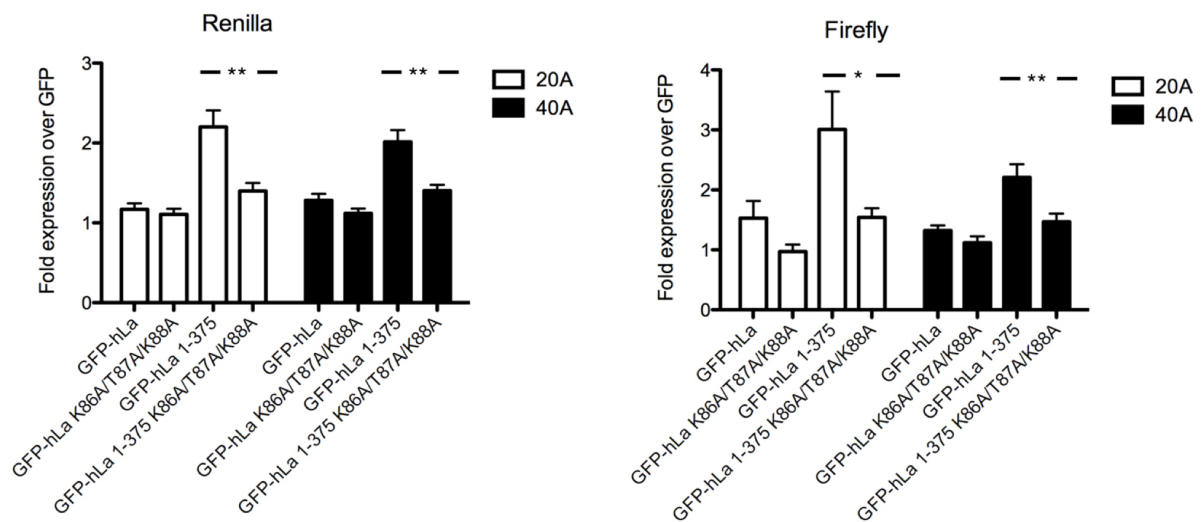 Renilla
Fold expression over GFP
3
2
1
0
**
**
20A
40A
GFP-hLa
GFP-hLa K86A/T87A/K88A
GFP-hLa 1-375
GFP-hLa 1-375 K86A/T87A/K88A
GFP-hLa
GFP-hLa K86A/T87A/K88A
GFP-hLa 1-375
GFP-hLa 1-375 K86A/T87A/K88A
Firefly
Fold expression over GFP
4
3
2
1
0
*
**
20A
40A
GFP-hLa
GFP-hLa K86A/T87A/K88A
GFP-hLa 1-375
GFP-hLa 1-375 K86A/T87A/K88A
GFP-hLa
GFP-hLa K86A/T87A/K88A
GFP-hLa 1-375
GFP-hLa 1-375 K86A/T87A/K88A